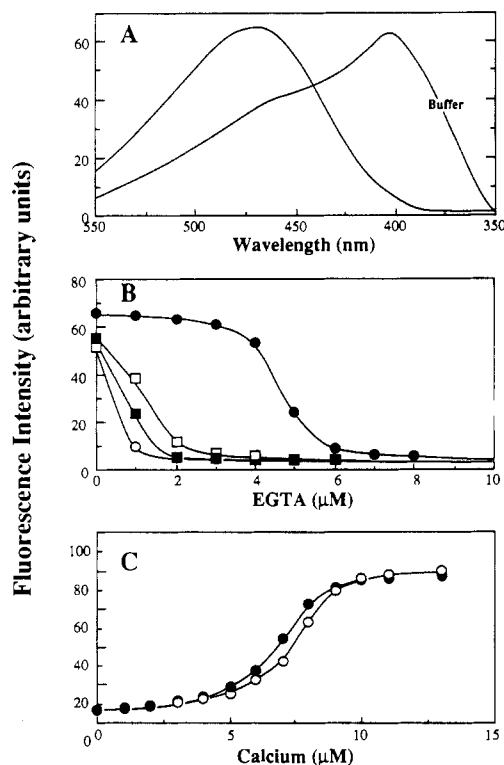 Fluorescence Intensity (arbitrary units)
A
60
40
20
0
Buffer
550 500 450 400 350
Wavelength (nm)
B
80
60
40
20
0
0 2 4 6 8 10
EGTA (µM)
C
100
80
60
40
20
0
0 5 10 15
Calcium (µM)